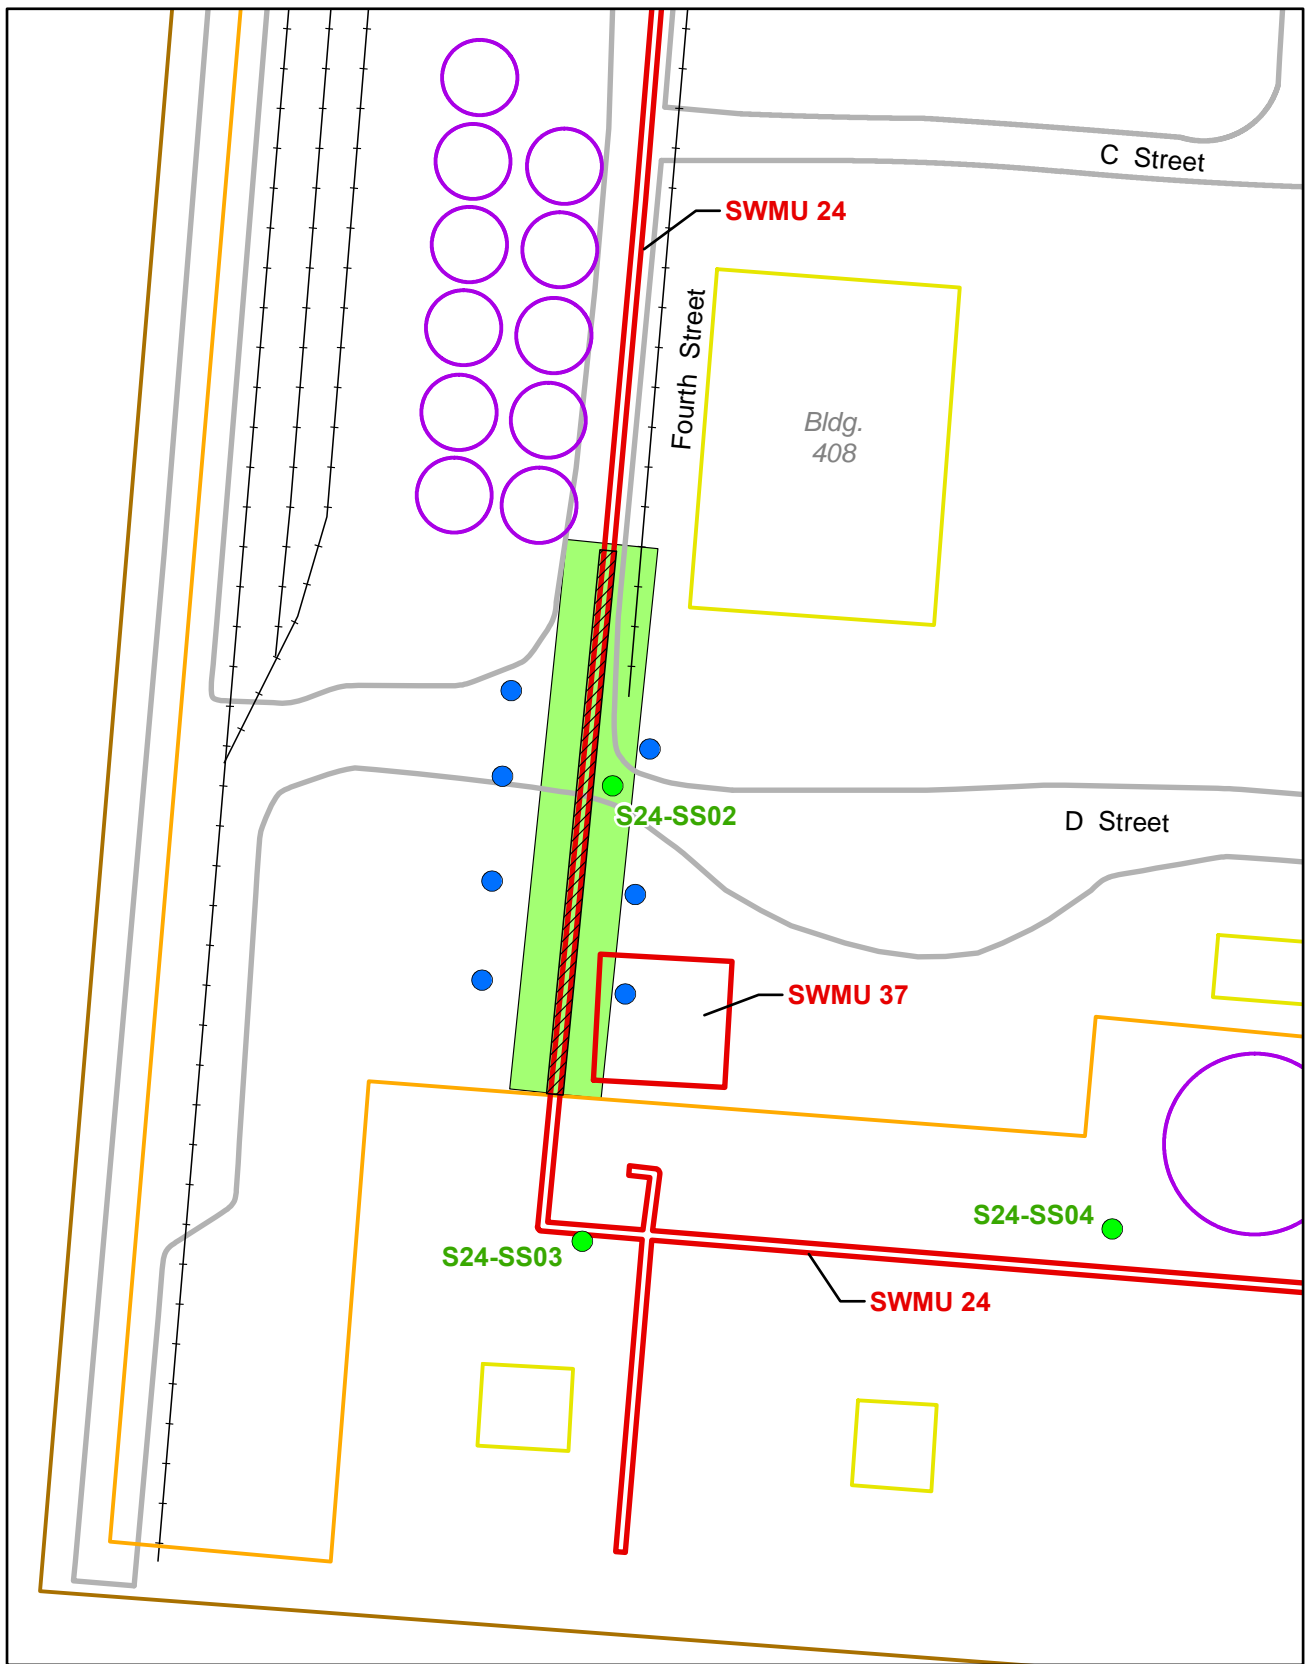 C Street
SWMU 24
Fourth Street
Bldg.
408
S24-SS02
D Street
SWMU 37
S24-SS04
S24-SS03
SWMU 24